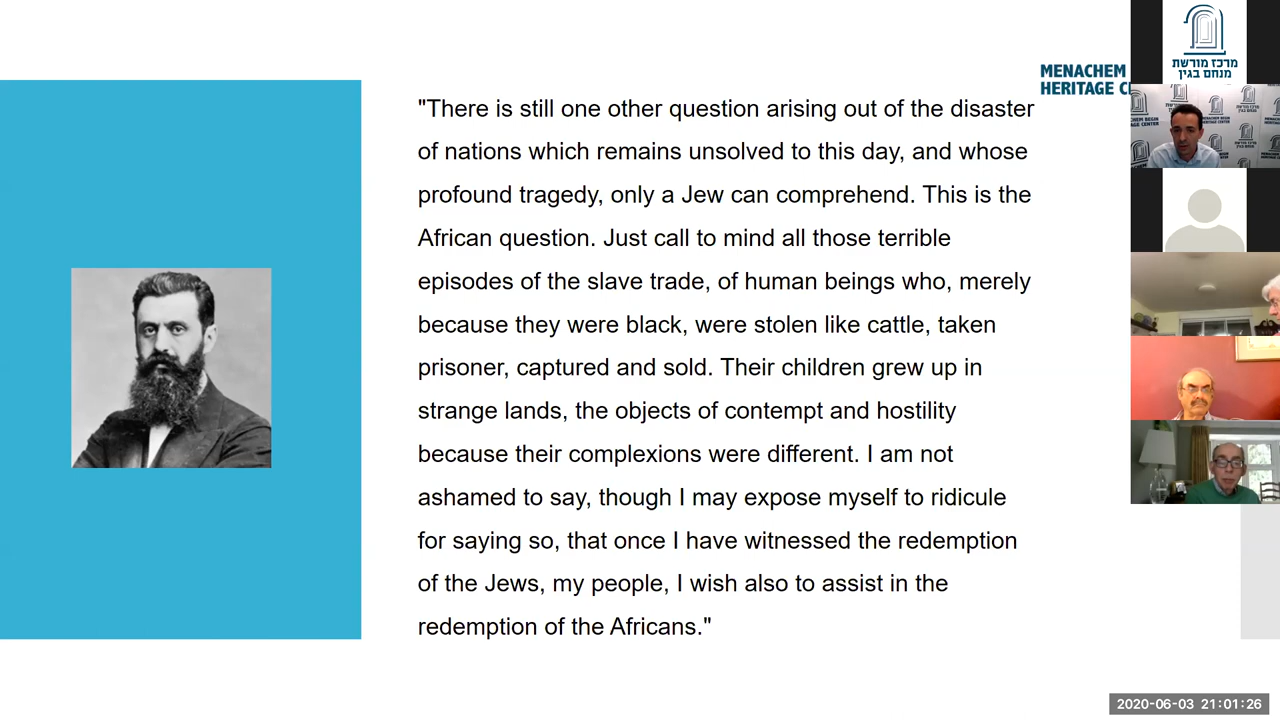 "There is still one other question arising out of the disaster
of nations which remains unsolved to this day, and whose
profound tragedy, only a Jew can comprehend. This is the
African question. Just call to mind all those terrible
episodes of the slave trade, of human beings who, merely
because they were black, were stolen like cattle, taken
prisoner, captured and sold. Their children grew up in
strange lands, the objects of contempt and hostility
because their complexions were different. I am not
ashamed to say, though I may expose myself to ridicule
for saying so, that once I have witnessed the redemption
of the Jews, my people, I wish also to assist in the
redemption of the Africans."
MENACHEM
HERITAGE
מרכז מורשת
מנחם בגין
MENACHEM BEGIN
HERITAGE CENTER
2020-06-03 21:01:26